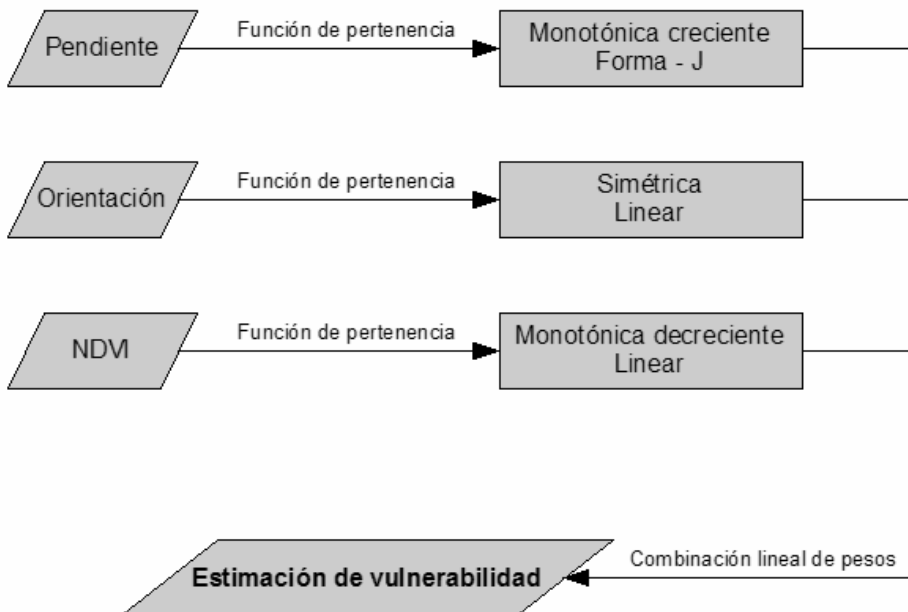 Pendiente
Función de pertenencia
Monotónica creciente
Forma - J
Orientación
Función de pertenencia
Simétrica
Linear
NDVI
Función de pertenencia
Monotónica decreciente
Linear
Estimación de vulnerabilidad
Combinación lineal de pesos